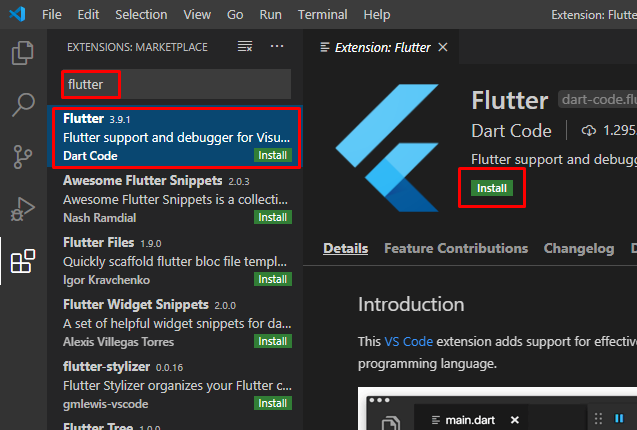 File Edit Selection View Go Run Terminal Help Extension: Flutter
EXTENSIONS: MARKETPLACE
flutter
Flutter 3.9.1
Flutter support and debugger for Visu...
Dart Code Install
Awesome Flutter Snippets 2.0.3
Awesome Flutter Snippets is a collecti...
Nash Ramdial Install
Flutter Files 1.9.0
Quickly scaffold flutter bloc file templ...
Igor Kravchenko Install
Flutter Widget Snippets 2.0.0
A set of helpful widget snippets for da...
Alexis Villegas Torres Install
flutter-stylizer 0.0.16
Flutter Stylizer organizes your Flutter c...
gmlewis-vscode Install
Flutter Tree 1.0.0
Extension: Flutter
Flutter dart-code.flu
Dart Code 1.295
Flutter support and debugg
Install
Details Feature Contributions Changelog D
Introduction
This VS Code extension adds support for effective
programming language.
main.dart